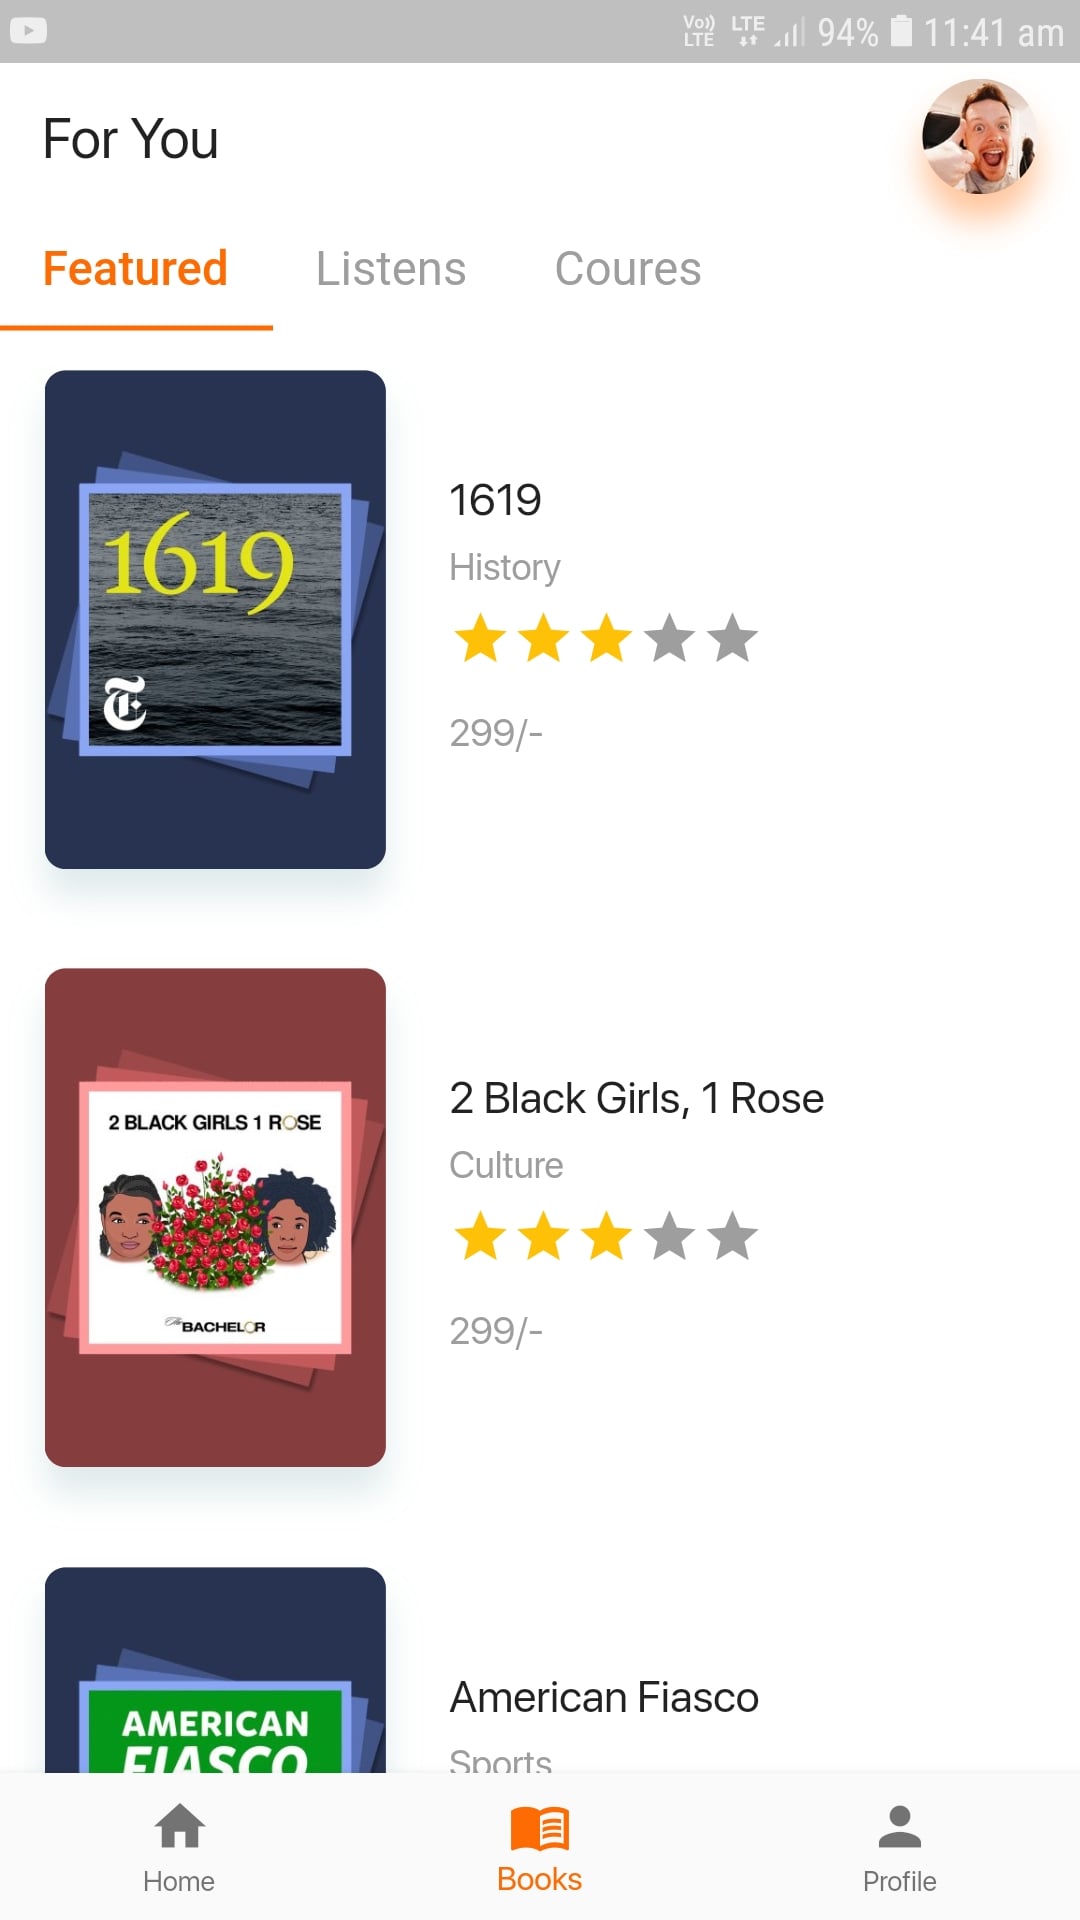 Vo)) LTE LTE 94% 11:41 am
For You
Featured Listens Coures
1619
1619
History
299/-
2 Black Girls, 1 Rose
2 BLACK GIRLS 1 ROSE
Culture
The BACHELOR
299/-
American Fiasco
AMERICAN
FIASCO
Sports
Home Books Profile